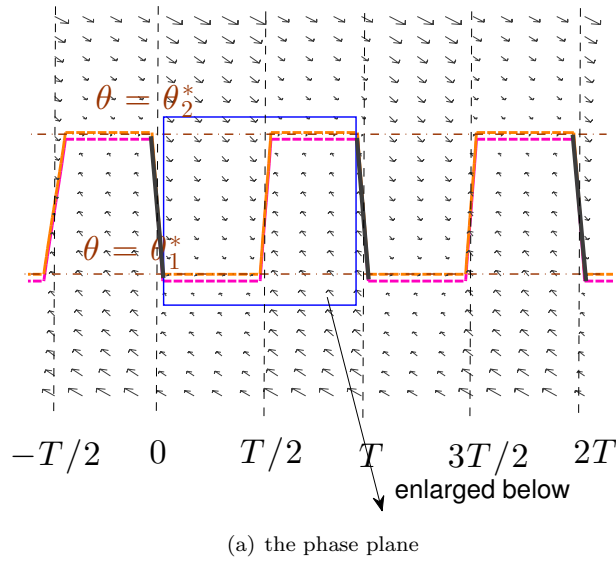 θ = θ₂*
θ = θ₁*
−T/2 0 T/2 T 3T/2 2T
enlarged below
(a) the phase plane